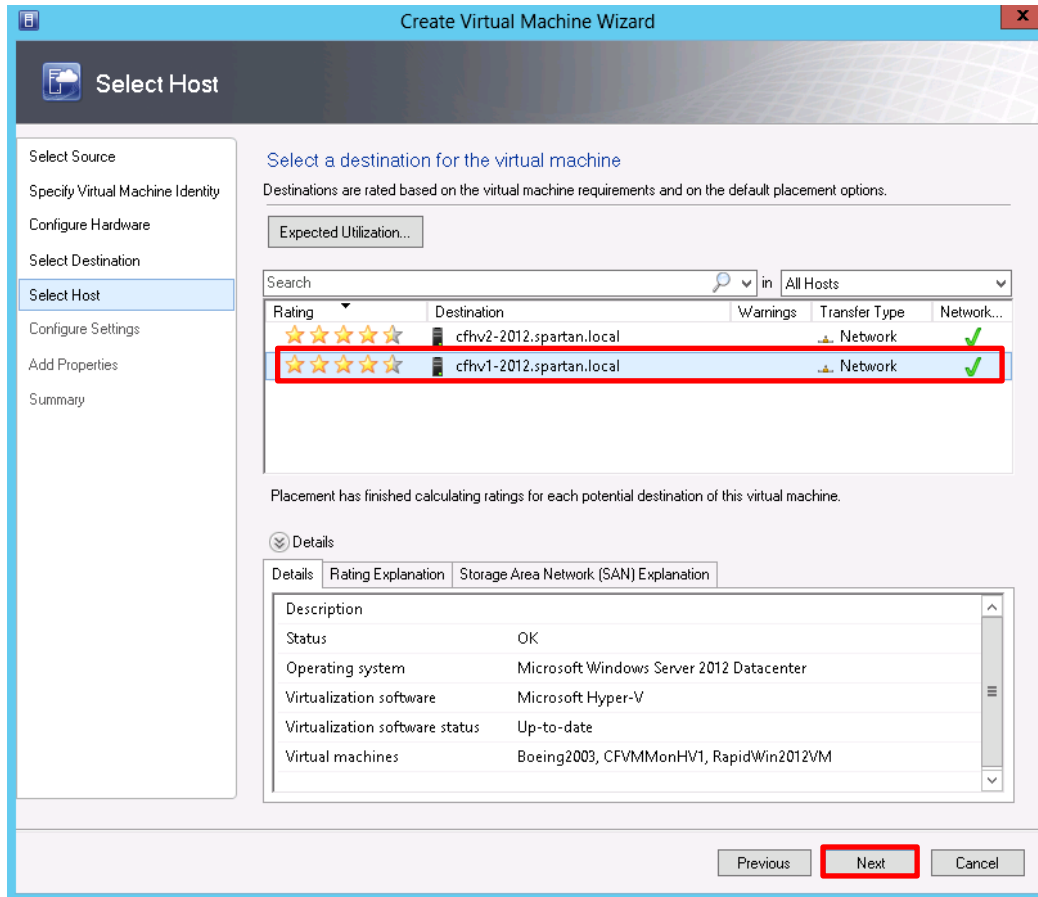 Create Virtual Machine Wizard
x
Select Host
Select Source
Specify Virtual Machine Identity
Configure Hardware
Select Destination
Select Host
Configure Settings
Add Properties
Summary
Select a destination for the virtual machine
Destinations are rated based on the virtual machine requirements and on the default placement options.
Expected Utilization...
Search in All Hosts
Rating Destination Warnings Transfer Type Network...
cfhv2-2012.spartan.local Network
cfhv1-2012.spartan.local Network
Placement has finished calculating ratings for each potential destination of this virtual machine.
Details
Details Rating Explanation Storage Area Network (SAN) Explanation
Description
Status OK
Operating system Microsoft Windows Server 2012 Datacenter
Virtualization software Microsoft Hyper-V
Virtualization software status Up-to-date
Virtual machines Boeing2003, CFVMMonHV1, RapidWin2012VM
Previous Next Cancel